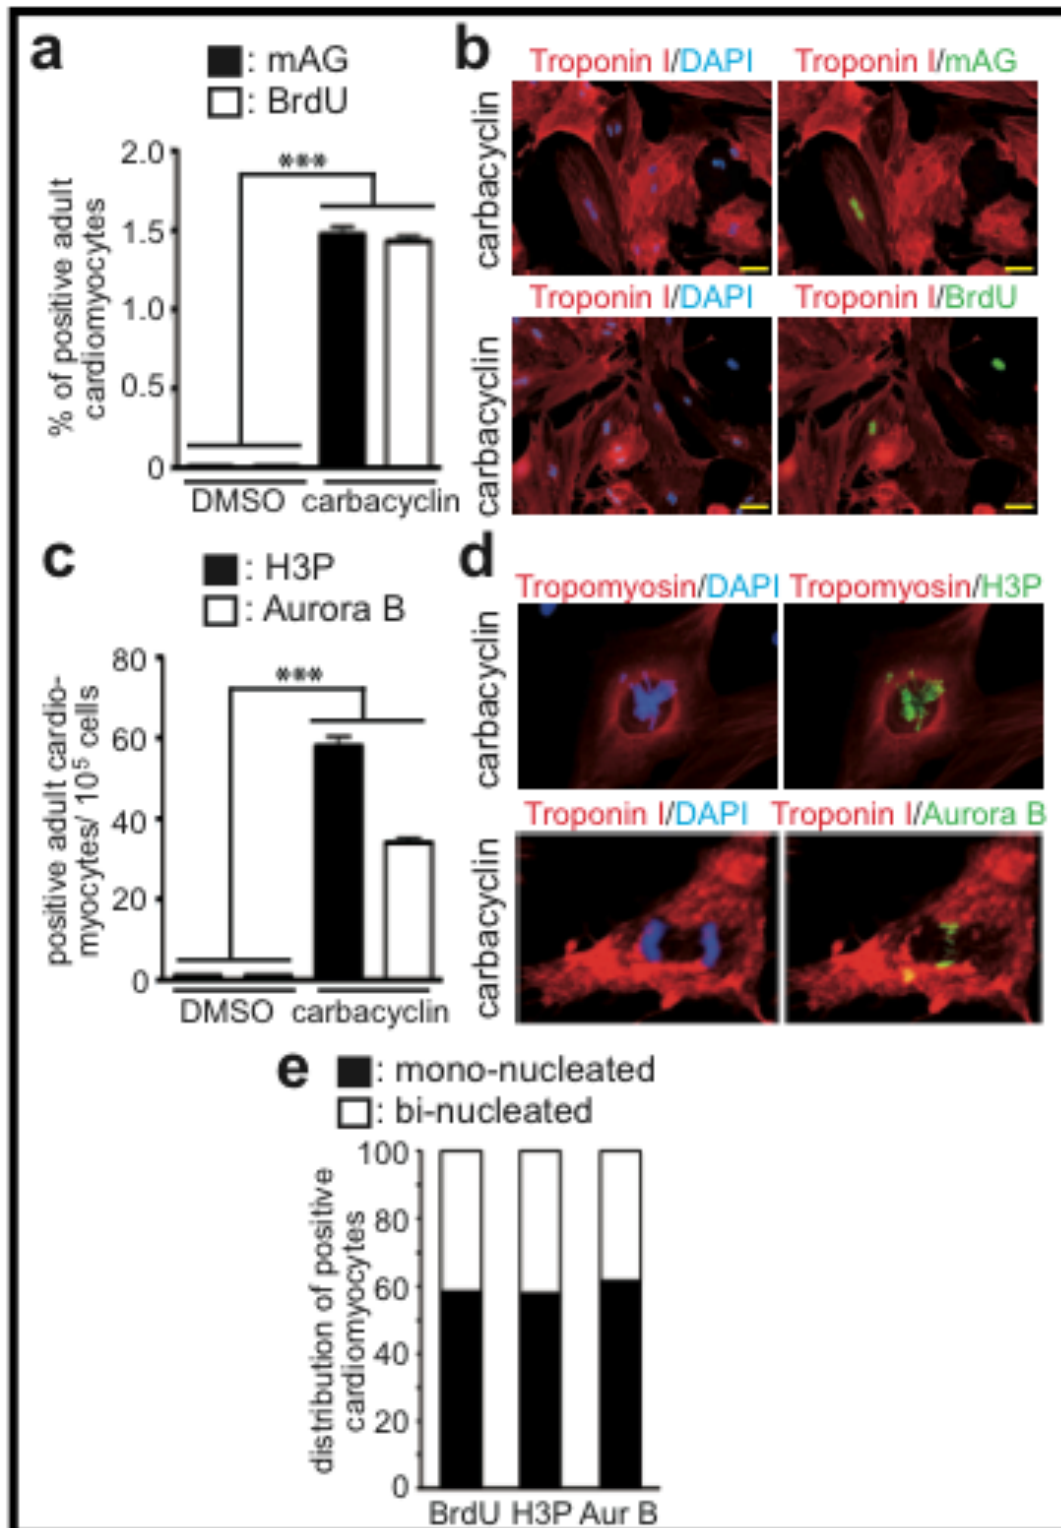 a
: mAG
: BrdU
% of positive adult
cardiomyocytes
2.0
1.5
1.0
0.5
0
***
DMSO carbacyclin
b
Troponin I/DAPI Troponin I/mAG
carbacyclin
Troponin I/DAPI Troponin I/BrdU
carbacyclin
c
: H3P
: Aurora B
positive adult cardio-
myocytes/ 10⁵ cells
80
60
40
20
0
***
DMSO carbacyclin
d
Tropomyosin/DAPI Tropomyosin/H3P
carbacyclin
Troponin I/DAPI Troponin I/Aurora B
carbacyclin
e
: mono-nucleated
: bi-nucleated
distribution of positive
cardiomyocytes
100
80
60
40
20
0
BrdU H3P Aur B